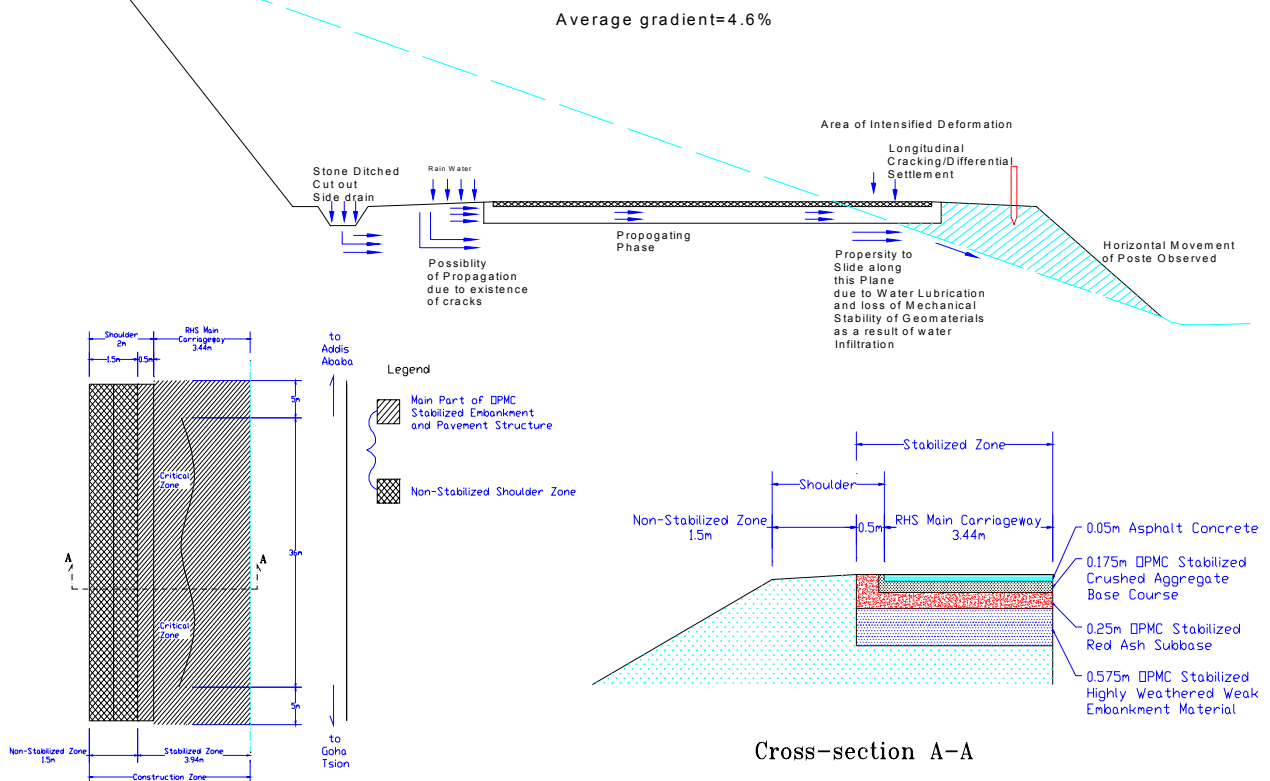 Average gradient=4.6%
Area of Intensified Deformation
Longitudinal
Cracking/Differential
Settlement
Stone Ditched
Cut out
Side drain
Rain Water
Propogating
Phase
Possiblity
of Propagation
due to existence
of cracks
Propersity to
Slide along
this Plane
due to Water Lubrication
and loss of Mechanical
Stability of Geomaterials
as a result of water
Infiltration
Horizontal Movement
of Poste Observed
Shoulder
2m
RHS Main
Carriageway
3.44m
1.5m
0.5m
5m
36m
5m
Critical
Zone
Critical
Zone
A
A
Non-Stabilized Zone
1.5m
Stabilized Zone
3.94m
Construction Zone
to
Addis
Ababa
to
Goha
Tsion
Legend
Main Part of □PMC
Stabilized Embankment
and Pavement Structure
Non-Stabilized Shoulder Zone
Stabilized Zone
Shoulder
Non-Stabilized Zone
1.5m
0.5m
RHS Main Carriageway
3.44m
0.05m Asphalt Concrete
0.175m □PMC Stabilized
Crushed Aggregate
Base Course
0.25m □PMC Stabilized
Red Ash Subbase
0.575m □PMC Stabilized
Highly Weathered Weak
Embankment Material
Cross-section A-A